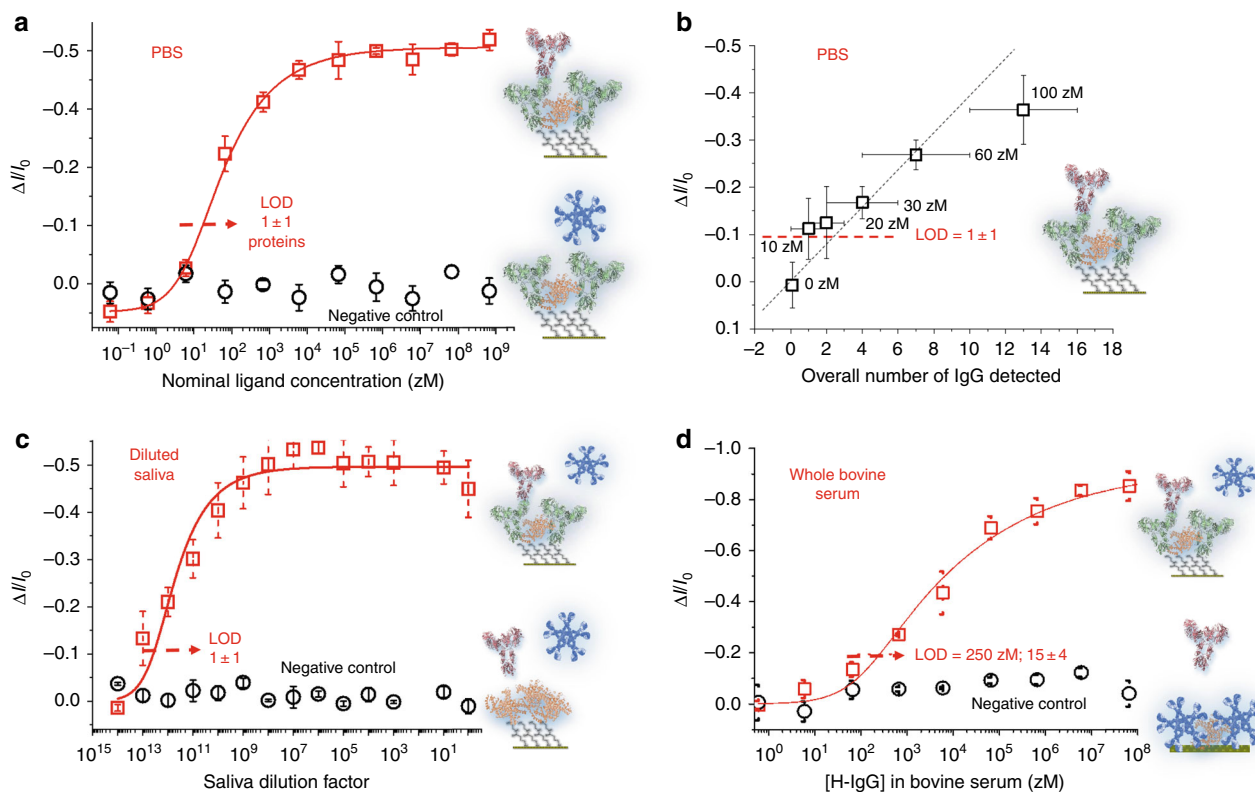 a
PBS
ΔI/I₀
−0.5
−0.4
−0.2
−0.1
0.0
LOD
1 ± 1
proteins
Negative control
10⁻¹ 10⁰ 10¹ 10² 10³ 10⁴ 10⁵ 10⁶ 10⁷ 10⁸ 10⁹
Nominal ligand concentration (zM)
b
PBS
ΔI/I₀
−0.5
−0.4
−0.3
−0.2
−0.1
0.0
0.1
100 zM
60 zM
30 zM
20 zM
10 zM
LOD = 1 ± 1
0 zM
−2 0 2 4 6 8 10 12 14 16 18
Overall number of IgG detected
c
Diluted
saliva
ΔI/I₀
−0.5
−0.4
−0.3
−0.2
−0.1
0.0
LOD
1 ± 1
Negative control
10¹⁵ 10¹³ 10¹¹ 10⁹ 10⁷ 10⁵ 10³ 10¹
Saliva dilution factor
d
Whole bovine
serum
ΔI/I₀
−1.0
−0.8
−0.6
−0.4
−0.2
0.0
LOD = 250 zM; 15 ± 4
Negative control
10⁰ 10¹ 10² 10³ 10⁴ 10⁵ 10⁶ 10⁷ 10⁸
[H-IgG] in bovine serum (zM)